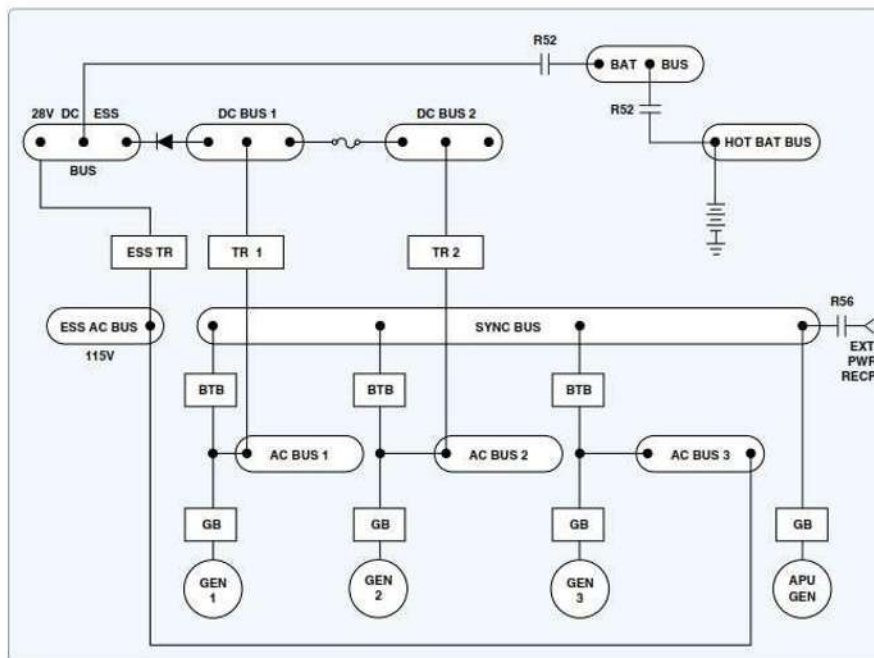 R52
BAT BUS
R52
28V DC ESS
DC BUS 1
DC BUS 2
HOT BAT BUS
BUS
ESS TR
TR 1
TR 2
R56
ESS AC BUS
SYNC BUS
115V
EXT
PWR
BTB
BTB
BTB
AC BUS 1
AC BUS 2
AC BUS 3
GB
GB
GB
GB
GEN
1
GEN
2
GEN
3
APU
GEN